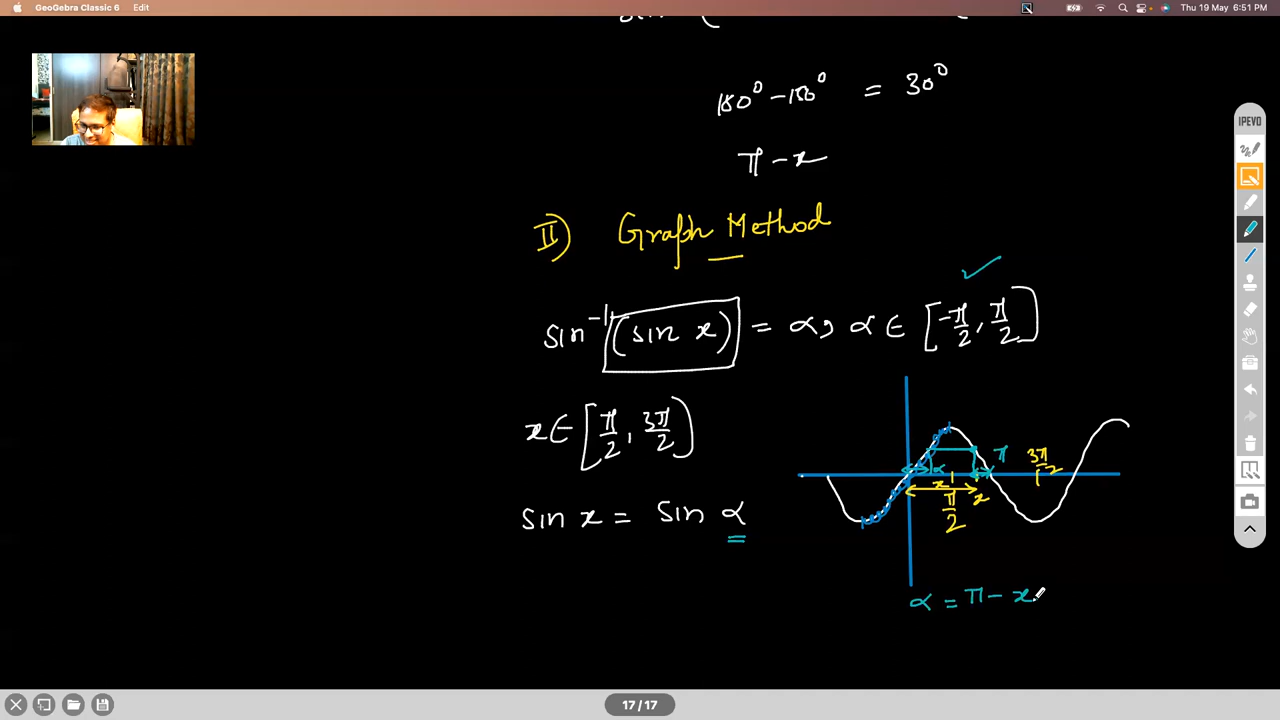 GeoGebra Classic 6 Edit Thu 19 May 6:51 PM
180° – 150° = 30°
π – x
IPEVO
II) Graph Method
sin⁻¹(sin x) = α, α ∈ [-π/2, π/2]
x ∈ [π/2, 3π/2]
π 3π/2
α
x
π/2 x
sin x = sin α
α = π – x
17/17